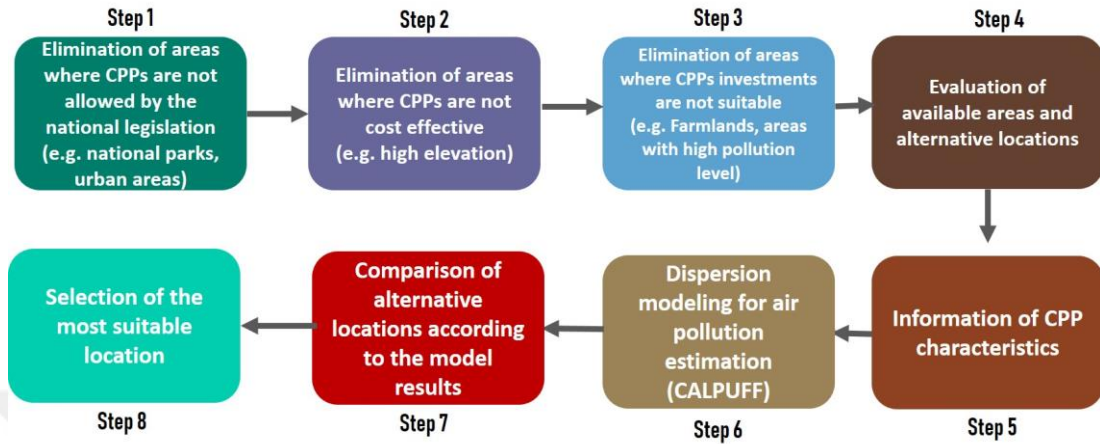 Step 1
Elimination of areas
where CPPs are not
allowed by the
national legislation
(e.g. national parks,
urban areas)
Step 2
Elimination of areas
where CPPs are not
cost effective
(e.g. high elevation)
Step 3
Elimination of areas
where CPPs investments
are not suitable
(e.g. Farmlands, areas
with high pollution
level)
Step 4
Evaluation of
available areas and
alternative locations
Information of CPP
characteristics
Step 5
Dispersion
modeling for air
pollution
estimation
(CALPUFF)
Step 6
Comparison of
alternative
locations according
to the model
results
Step 7
Selection of the
most suitable
location
Step 8